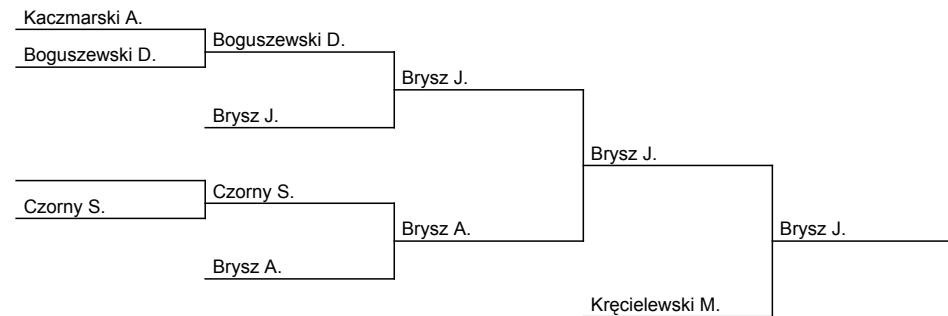 Kaczmarski A.
Boguszewski D.
Boguszewski D.
Brysz J.
Brysz J.
Brysz J.
Czorny S.
Czorny S.
Brysz A.
Brysz J.
Brysz A.
Kręcielewski M.